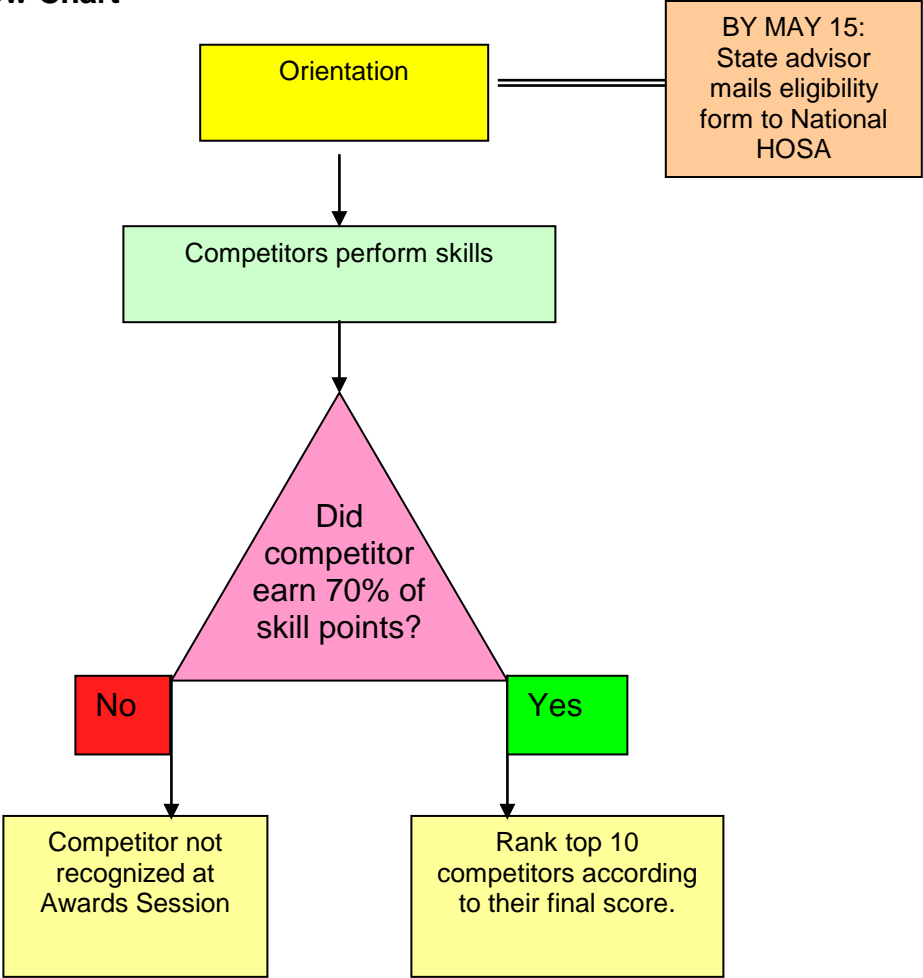 Chart
BY MAY 15:
State advisor
mails eligibility
form to National
HOSA
Orientation
Competitors perform skills
Did
competitor
earn 70% of
skill points?
No
Yes
Competitor not
recognized at
Awards Session
Rank top 10
competitors according
to their final score.